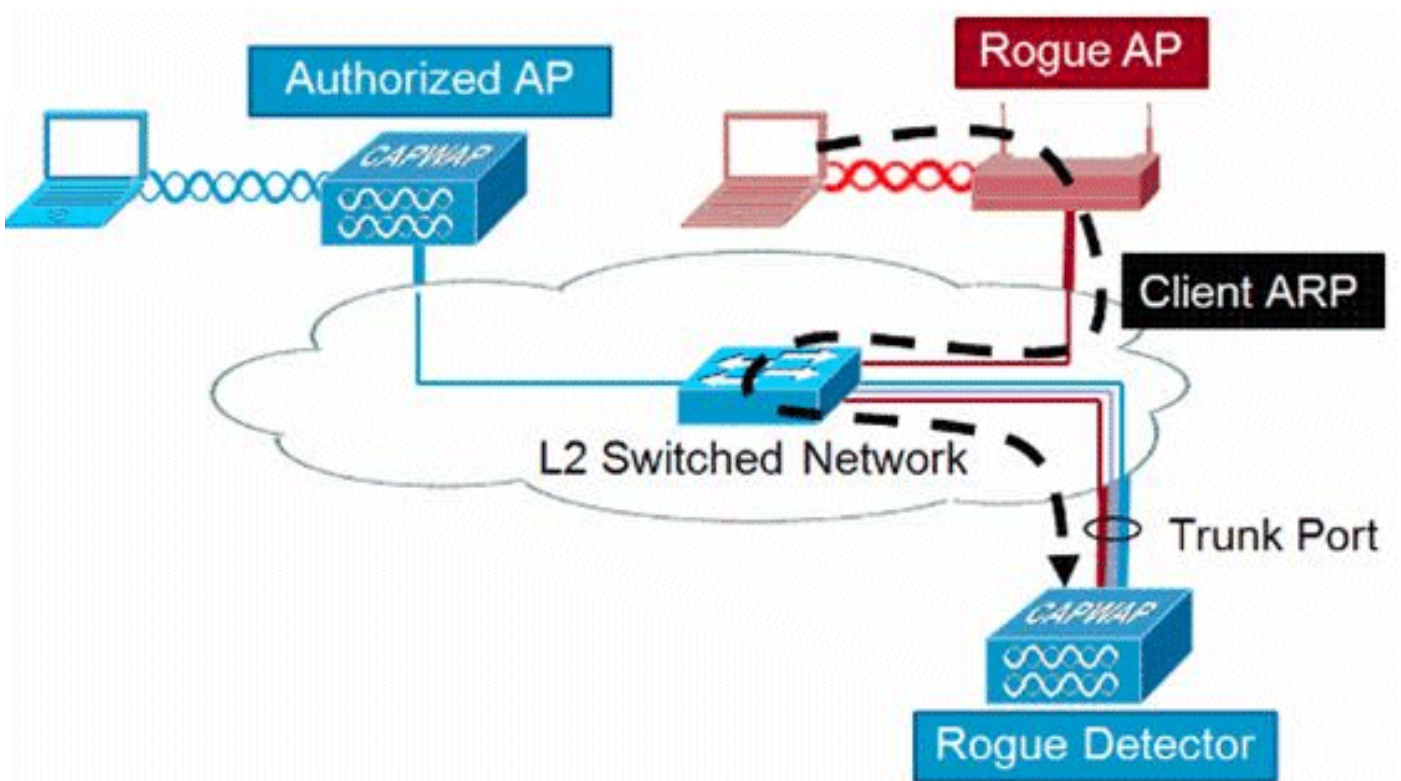 Authorized AP
Rogue AP
CAPWAP
Client ARP
L2 Switched Network
Trunk Port
CAPWAP
Rogue Detector